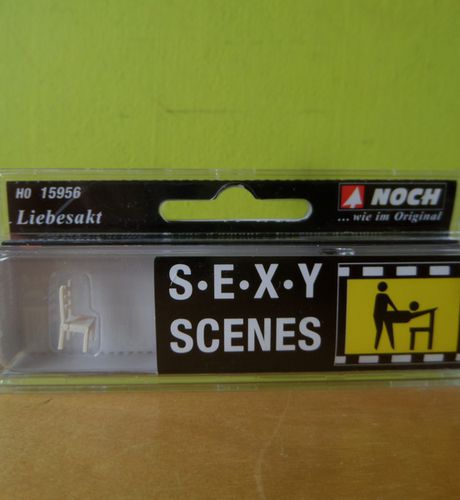 HO 15956
Liebesakt
NOCH
...wie im Original
S·E·X·Y
SCENES